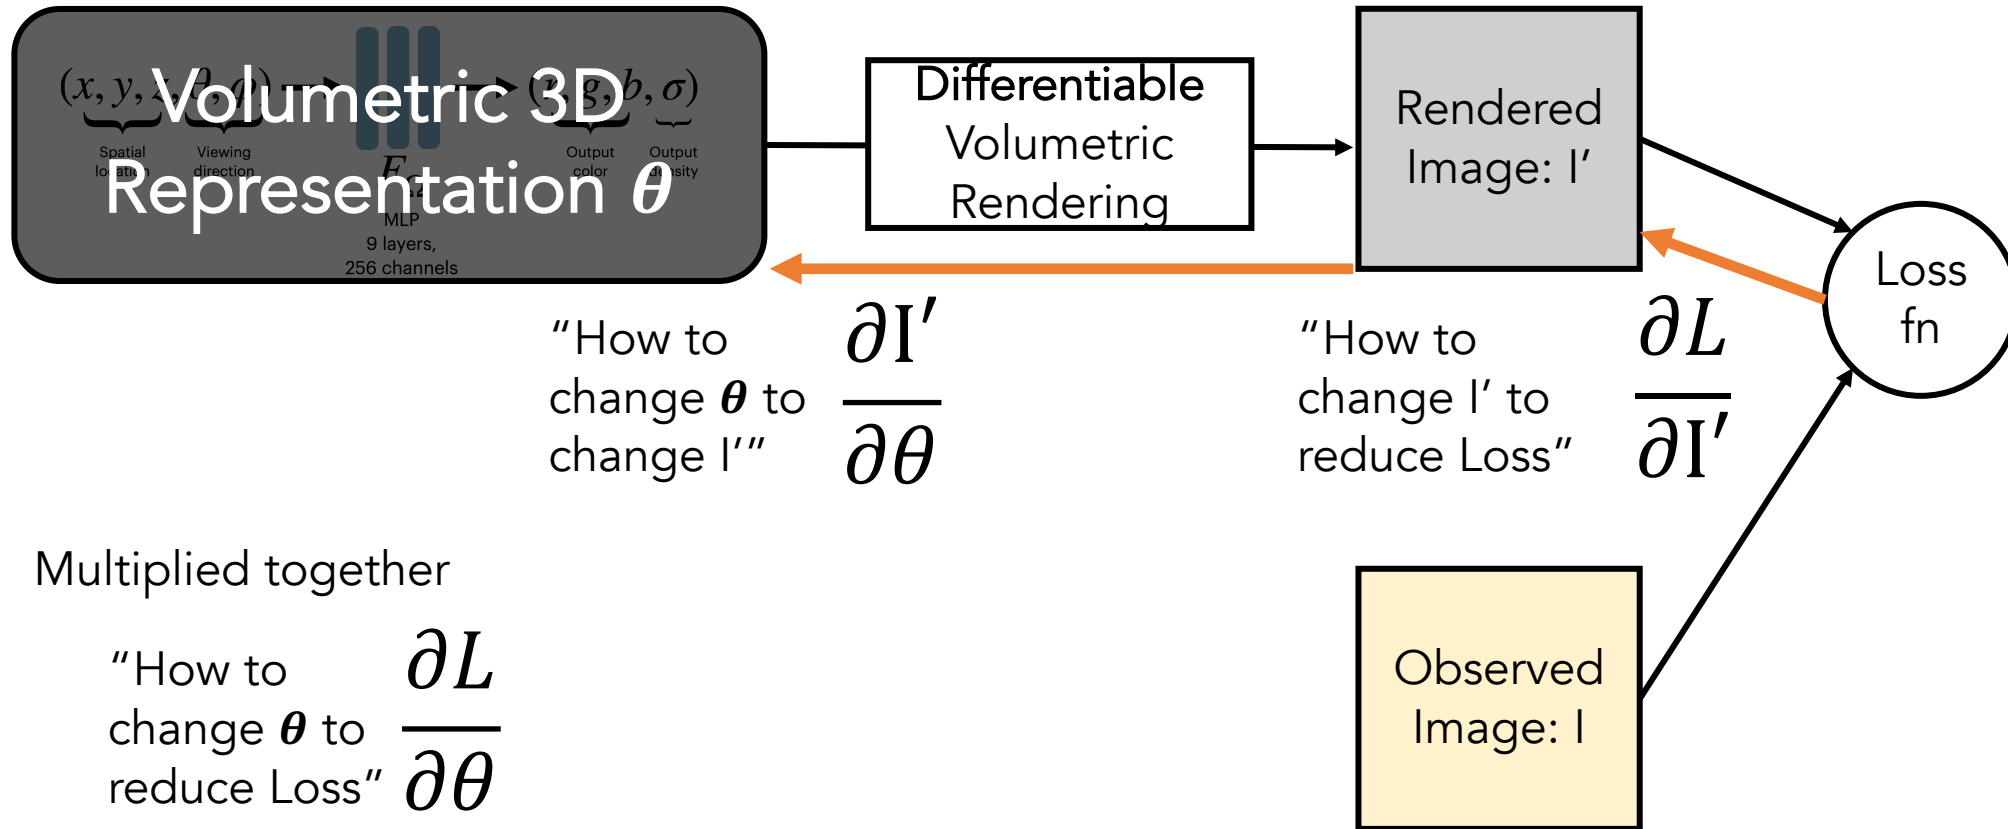 (x, y, z, θ, ϕ) → → (r, g, b, σ)
Volumetric 3D
Spatial location
Viewing direction
Output color
Output density
Representation θ
F
MLP
9 layers,
256 channels
Differentiable
Volumetric
Rendering
Rendered
Image: I’
Loss
fn
“How to
change θ to
change I’”
∂I′
∂θ
“How to
change I’ to
reduce Loss”
∂L
∂I′
Multiplied together
“How to
change θ to
reduce Loss”
∂L
∂θ
Observed
Image: I